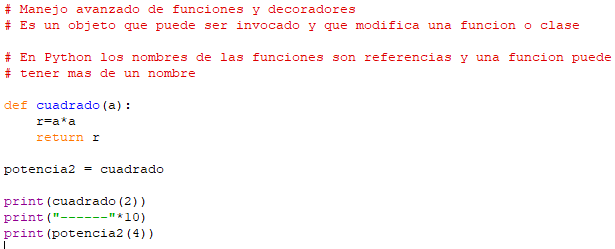 # Manejo avanzado de funciones y decoradores
# Es un objeto que puede ser invocado y que modifica una funcion o clase
# En Python los nombres de las funciones son referencias y una funcion puede
# tener mas de un nombre
def cuadrado(a):
    r=a*a
    return r
potencia2 = cuadrado
print(cuadrado(2))
print("------"*10)
print(potencia2(4))